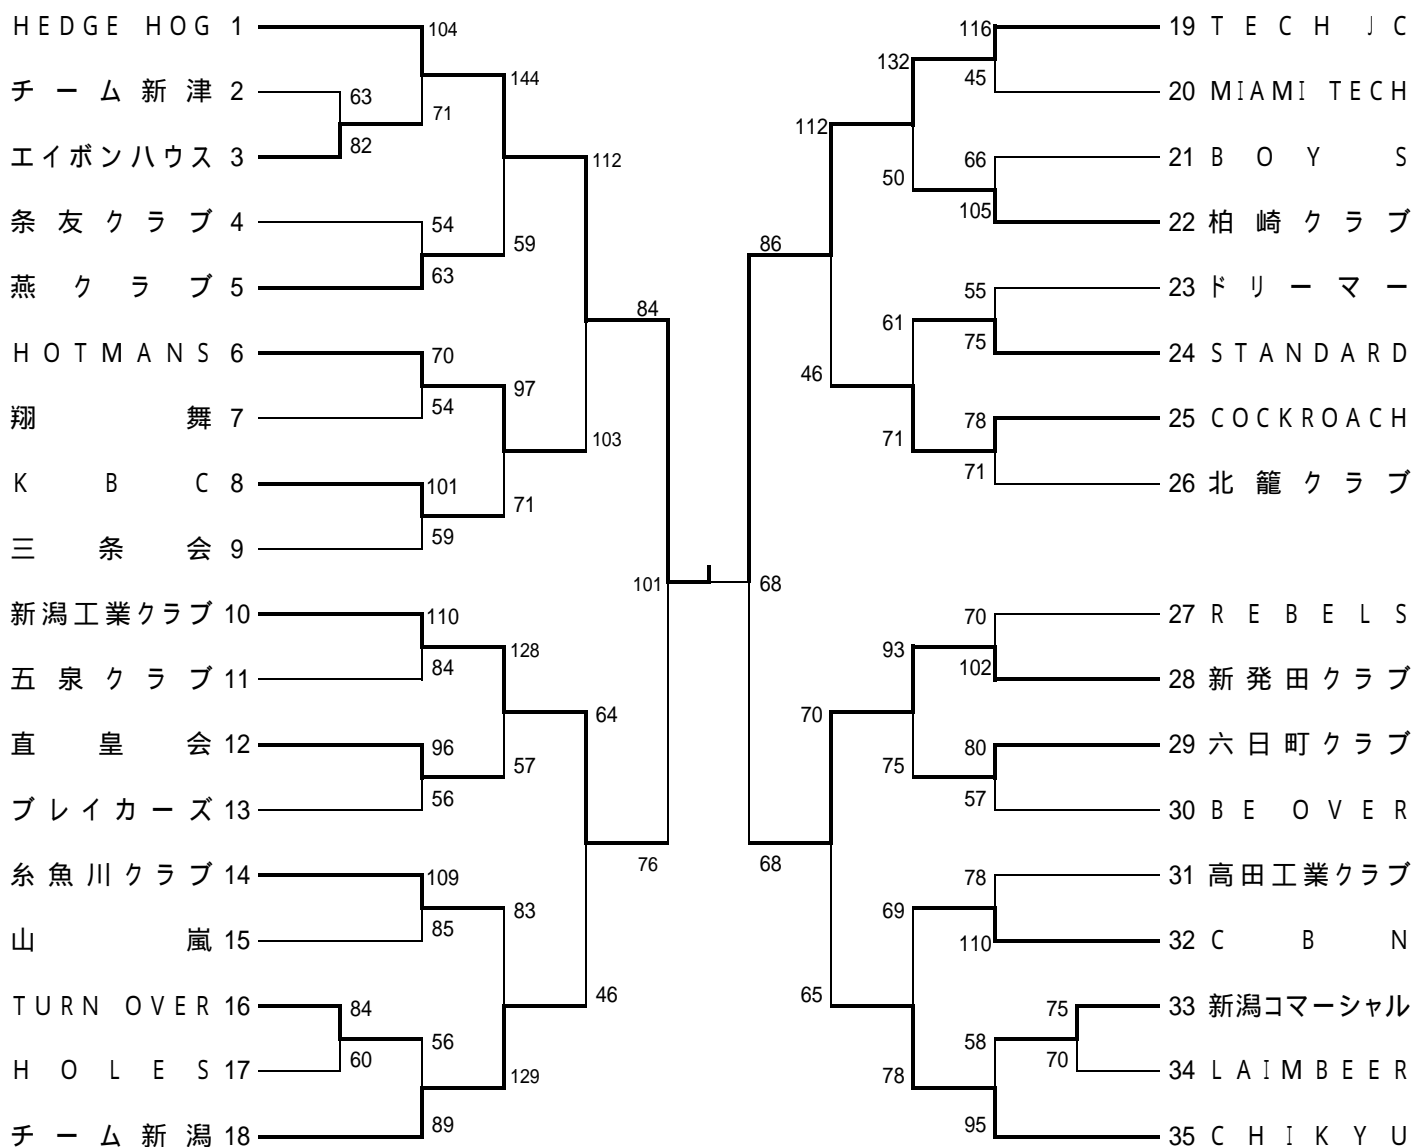 HEDGE HOG 1
104
チーム新津 2
63
71
144
エイボンハウス 3
82
112
条友クラブ 4
54
59
燕クラブ 5
63
84
HOTMANS 6
70
97
翔舞 7
54
103
KBC 8
101
71
三条会 9
59
101
新潟工業クラブ 10
110
128
五泉クラブ 11
84
64
直皇会 12
96
57
ブレイカーズ 13
56
76
糸魚川クラブ 14
109
83
山嵐 15
85
46
TURN OVER 16
84
56
HOLES 17
60
129
チーム新潟 18
89
116
19 TECH JC
132
45
20 MIAMI TECH
112
66
21 BOYS
50
105
22 柏崎クラブ
86
55
23 ドリーマー
61
75
24 STANDARD
46
78
25 COCKROACH
71
71
26 北籠クラブ
68
70
27 REBELS
93
102
28 新発田クラブ
70
80
29 六日町クラブ
75
57
30 BE OVER
68
78
31 高田工業クラブ
69
110
32 CBN
65
75
33 新潟コマーシャル
58
70
34 LAIMBEER
78
95
35 CHIKYU